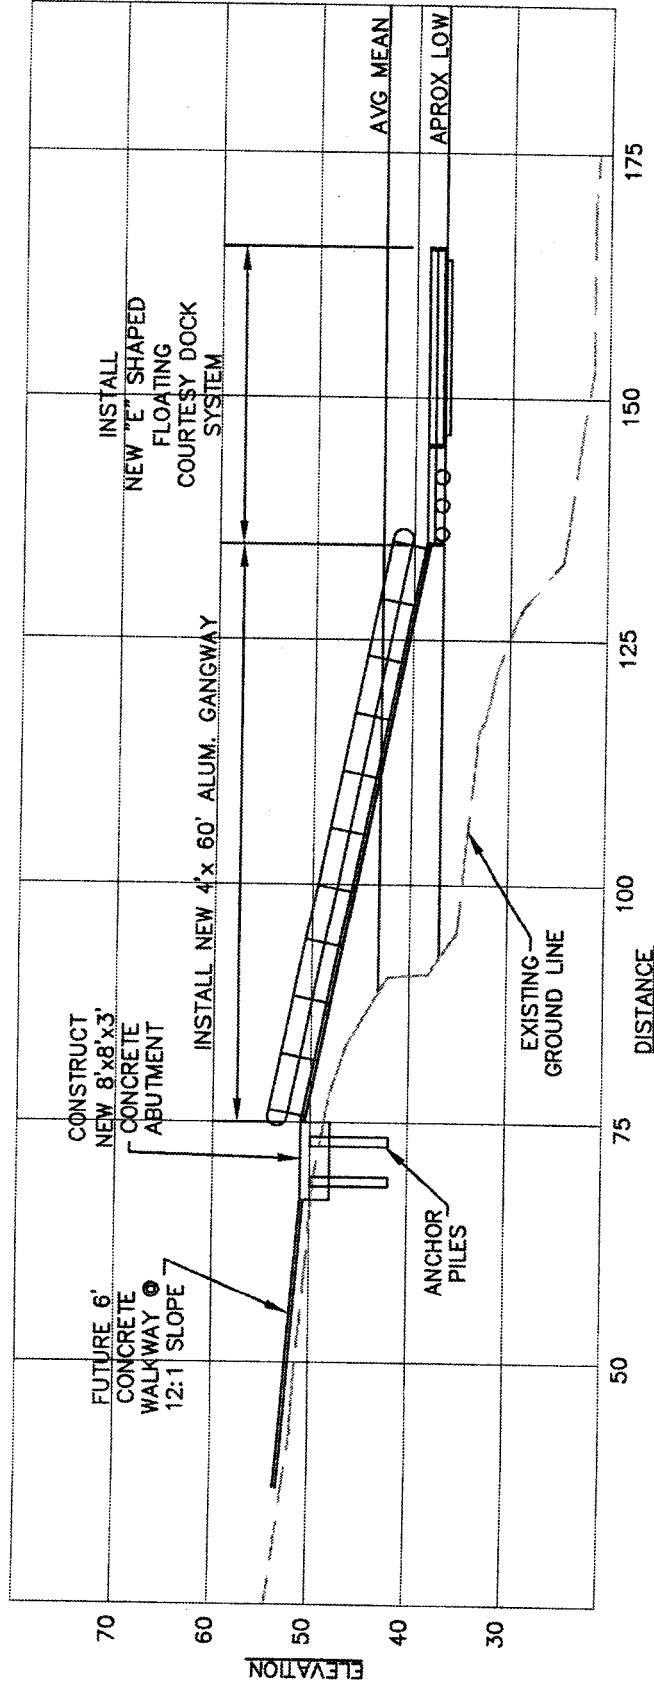 FUTURE 6'
CONCRETE
WALKWAY @
12:1 SLOPE
CONSTRUCT
NEW 8'x8'x3'
CONCRETE
ABUTMENT
INSTALL NEW 4'x 60' ALUM. GANGWAY
INSTALL
NEW "E" SHAPED
FLOATING
COURTESY DOCK
SYSTEM
AVG MEAN
APROX LOW
ANCHOR
PILES
EXISTING
GROUND LINE
ELEVATION
70
60
50
40
30
50
75
100
125
150
175
DISTANCE